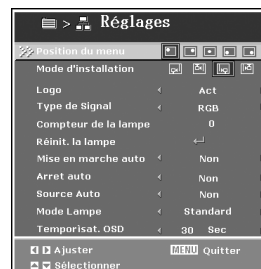 > Réglages
Position du menu
Mode d'installation
Logo Act
Type de Signal RGB
Compteur de la lampe 0
Réinit. la lampe
Mise en marche auto Non
Arret auto Non
Source Auto Non
Mode Lampe Standard
Temporisat. OSD 30 Sec
Ajuster MENU Quitter
Sélectionner